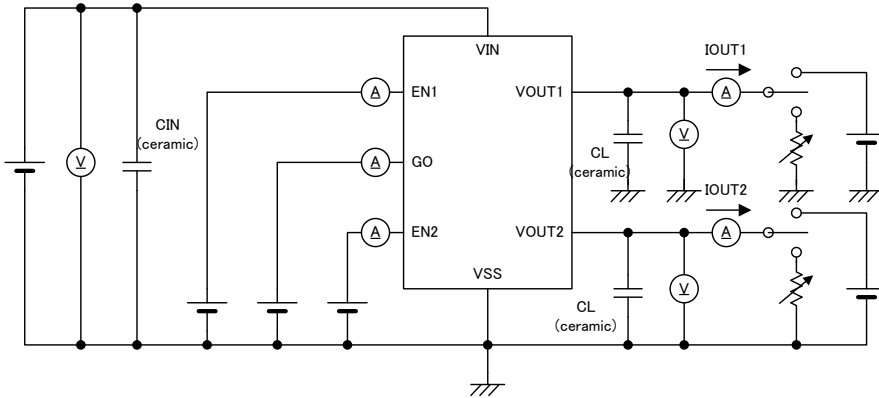 VIN
IOUT1
A
EN1
VOUT1
A
CIN
(ceramic)
V
A
GO
CL
(ceramic)
V
IOUT2
A
EN2
VOUT2
A
VSS
CL
(ceramic)
V